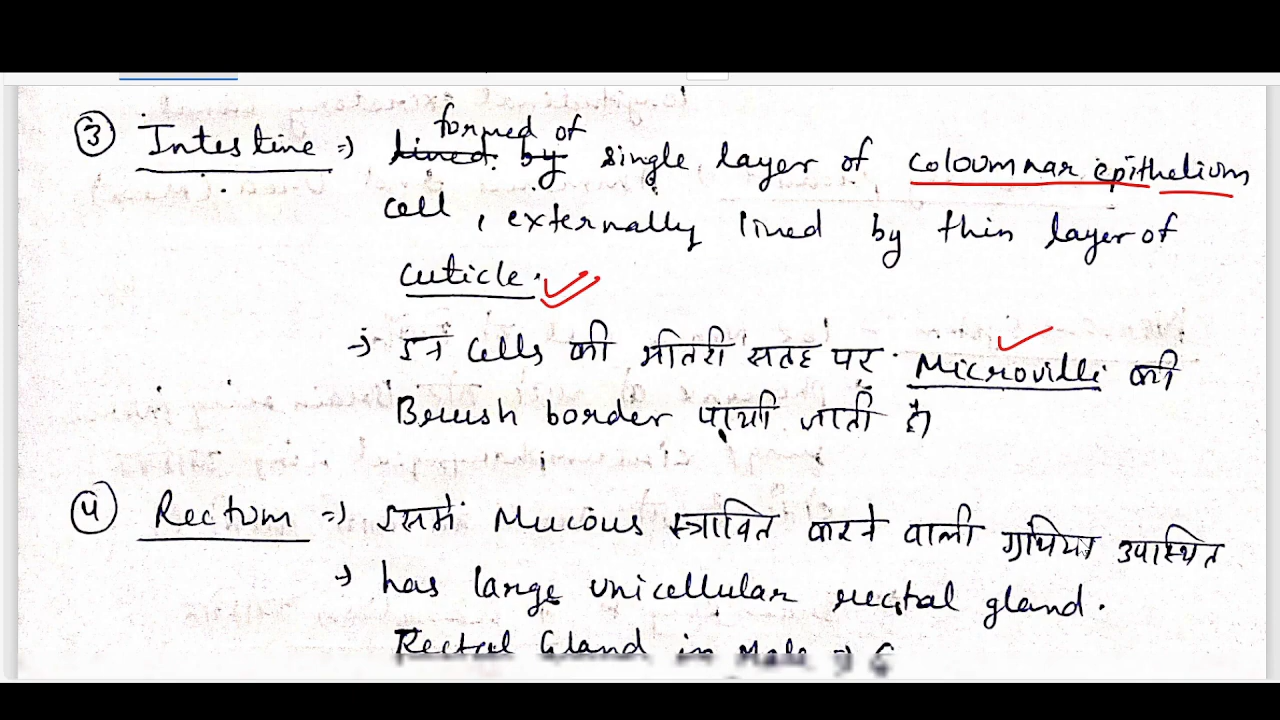 ③ Intestine ⇒ lined by formed of single layer of coloumnar epithelium
cell, externally lined by thin layer of
cuticle.
→ इन Cells की भीतरी सतह पर Microvilli की
Brush border पायी जाती है।
④ Rectum ⇒ इसमें Mucous स्त्रावित करने वाली ग्रंथिया उपास्थित
→ has large unicellular rectal gland.
Rectal Gland in Male ⇒